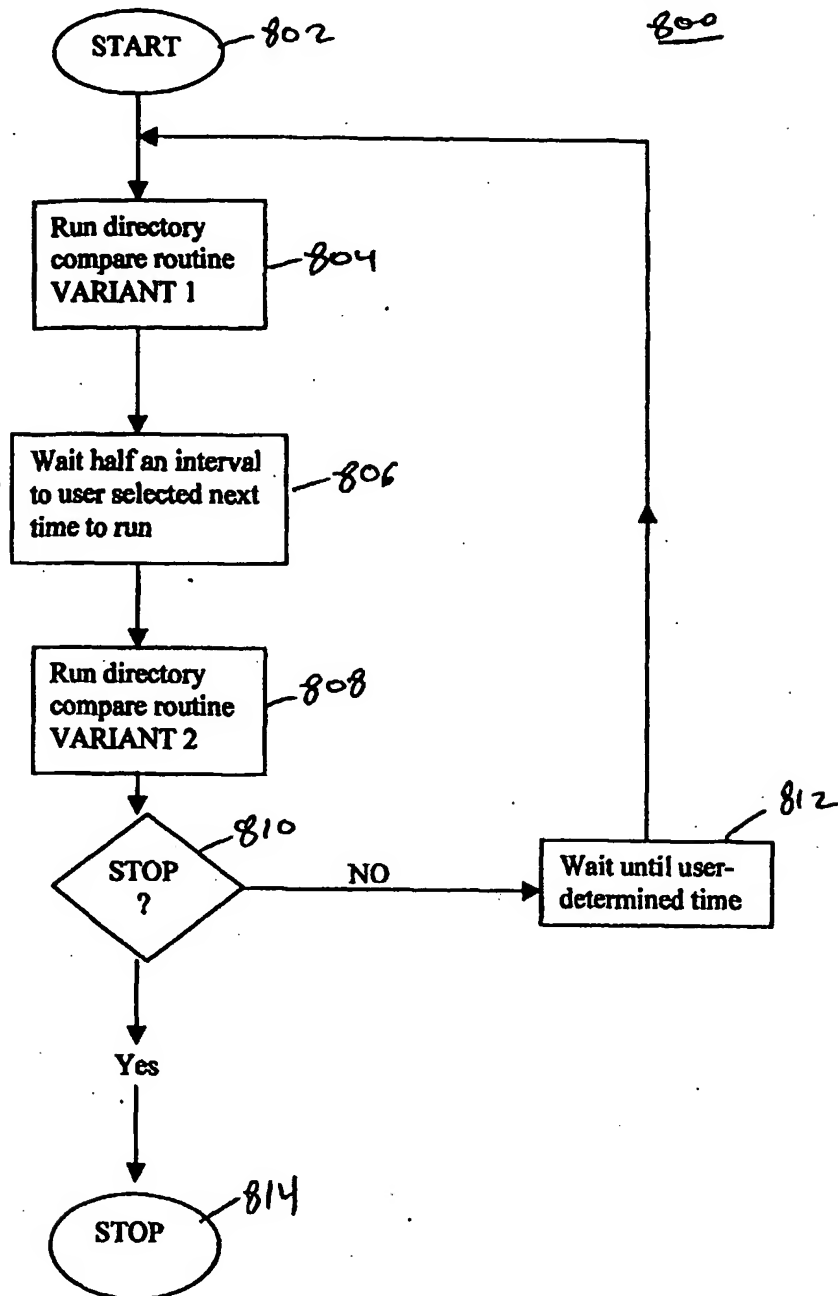 800
START
802
Run directory
compare routine
VARIANT 1
804
Wait half an interval
to user selected next
time to run
806
Run directory
compare routine
VARIANT 2
808
STOP
?
810
NO
Wait until user-
determined time
812
Yes
STOP
814